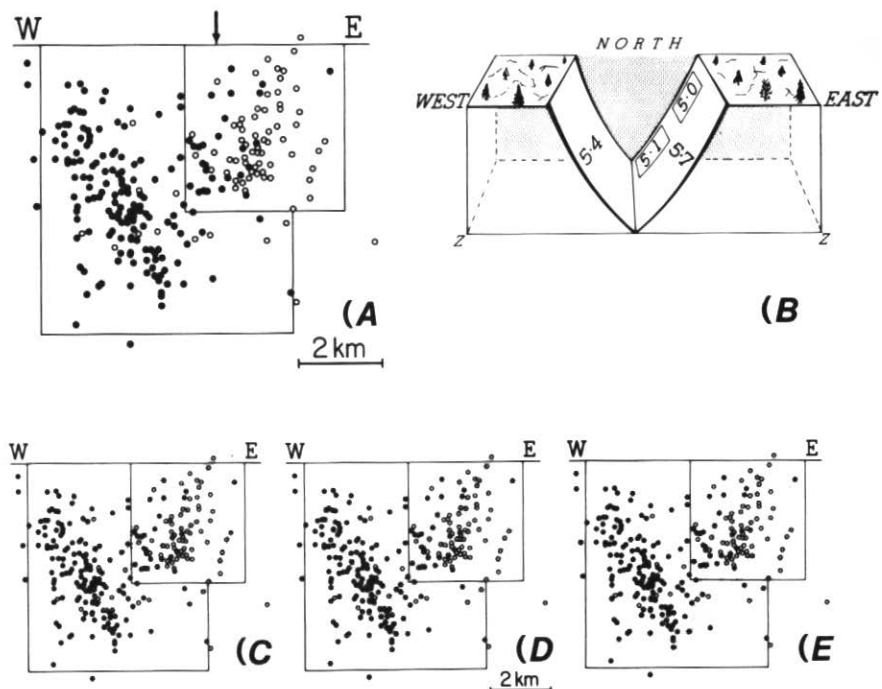 W E
(A
2 km
NORTH
WEST EAST
5·4 5·1 5·7 5·0
Z Z
(B
W E
(C
W E
(D
2 km
W E
(E